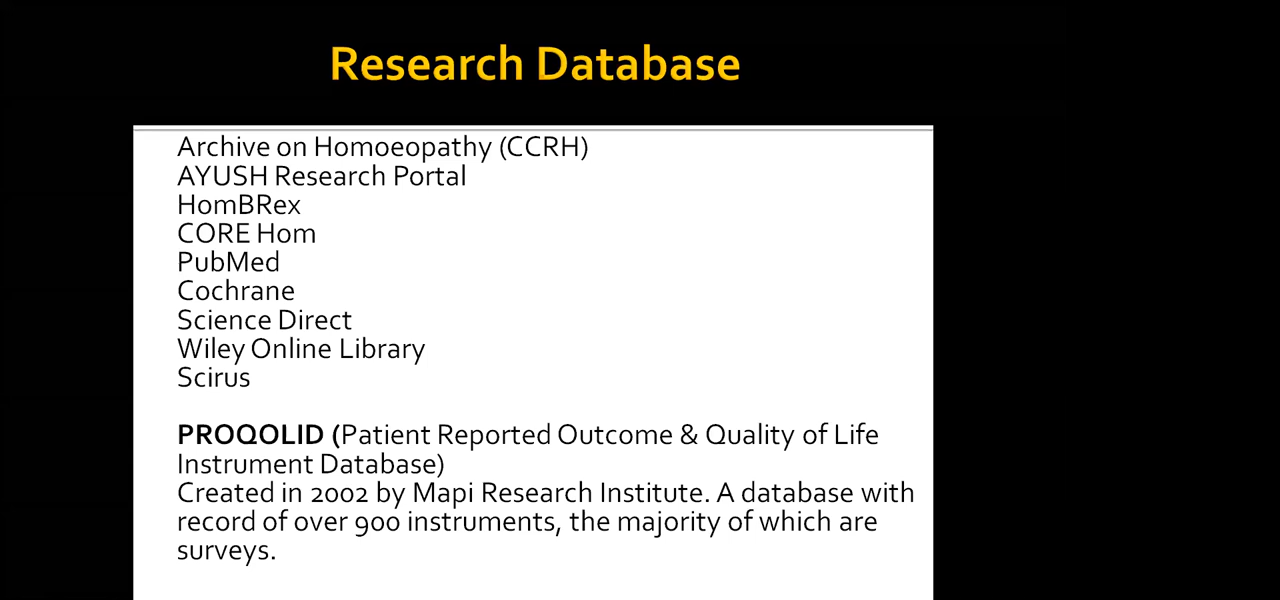 Research Database
Archive on Homoeopathy (CCRH)
AYUSH Research Portal
HomBRex
CORE Hom
PubMed
Cochrane
Science Direct
Wiley Online Library
Scirus
PROQOLID (Patient Reported Outcome & Quality of Life
Instrument Database)
Created in 2002 by Mapi Research Institute. A database with
record of over 900 instruments, the majority of which are
surveys.